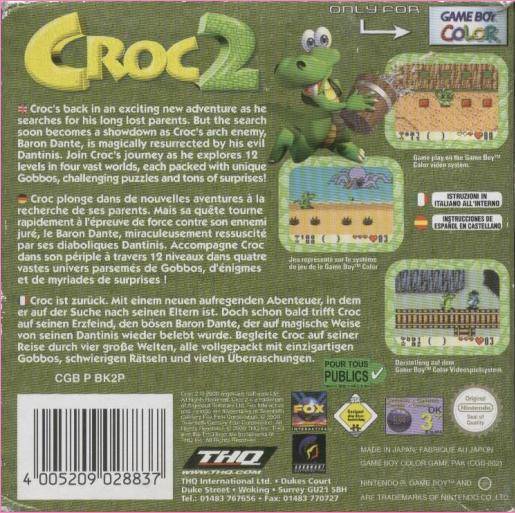 CROC 2
ONLY FOR
GAME BOY
COLOR
Croc's back in an exciting new adventure as he
searches for his long lost parents. But the search
soon becomes a showdown as Croc's arch enemy,
Baron Dante, is magically resurrected by his evil
Dantinis. Join Croc's journey as he explores 12
levels in four vast worlds, each packed with unique
Gobbos, challenging puzzles and tons of surprises!
Game play on the Game Boy™
Color video system.
Croc plonge dans de nouvelles aventures à la
recherche de ses parents. Mais sa quête tourne
rapidement à l'épreuve de force contre son ennemi
juré, le Baron Dante, miraculeusement ressuscité
par ses diaboliques Dantinis. Accompagne Croc
dans son périple à travers 12 niveaux dans quatre
vastes univers parsemés de Gobbos, d'énigmes
et de myriades de surprises !
ISTRUZIONI IN
ITALIANO ALL'INTERNO
INSTRUCCIONES DE
ESPAÑOL EN CASTELLANO
Jeu représenté sur le système
de jeu de le Game Boy™ Color
Croc ist zurück. Mit einem neuen aufregenden Abenteuer, in dem
er auf der Suche nach seinen Eltern ist. Doch schon bald trifft Croc
auf seinen Erzfeind, den bösen Baron Dante, der auf magische Weise
von seinen Dantinis wieder belebt wurde. Begleite Croc auf seiner
Reise durch vier große Welten, alle vollgepackt mit einzigartigen
Gobbos, schwierigen Rätseln und vielen Überraschungen.
Darstellung auf dem
Game Boy™ Color Videospielsystem.
CGB P BK2P
POUR TOUS
PUBLICS
FOX
INTERACTIVE
ARGONAUT
OK
3+
Original
Nintendo
Seal of
Quality
4 005209 028837
THQ
WWW.THQ.COM
THQ International Ltd. • Dukes Court
Duke Street • Woking • Surrey GU21 5BH
Tel: 01483 767656 • Fax: 01483 770727
MADE IN JAPAN/ FABRIQUÉ AU JAPON
GAME BOY COLOR GAME PAK (CGB-002)
NINTENDO ®, GAME BOY™ AND
ARE TRADEMARKS OF NINTENDO CO.,LTD.